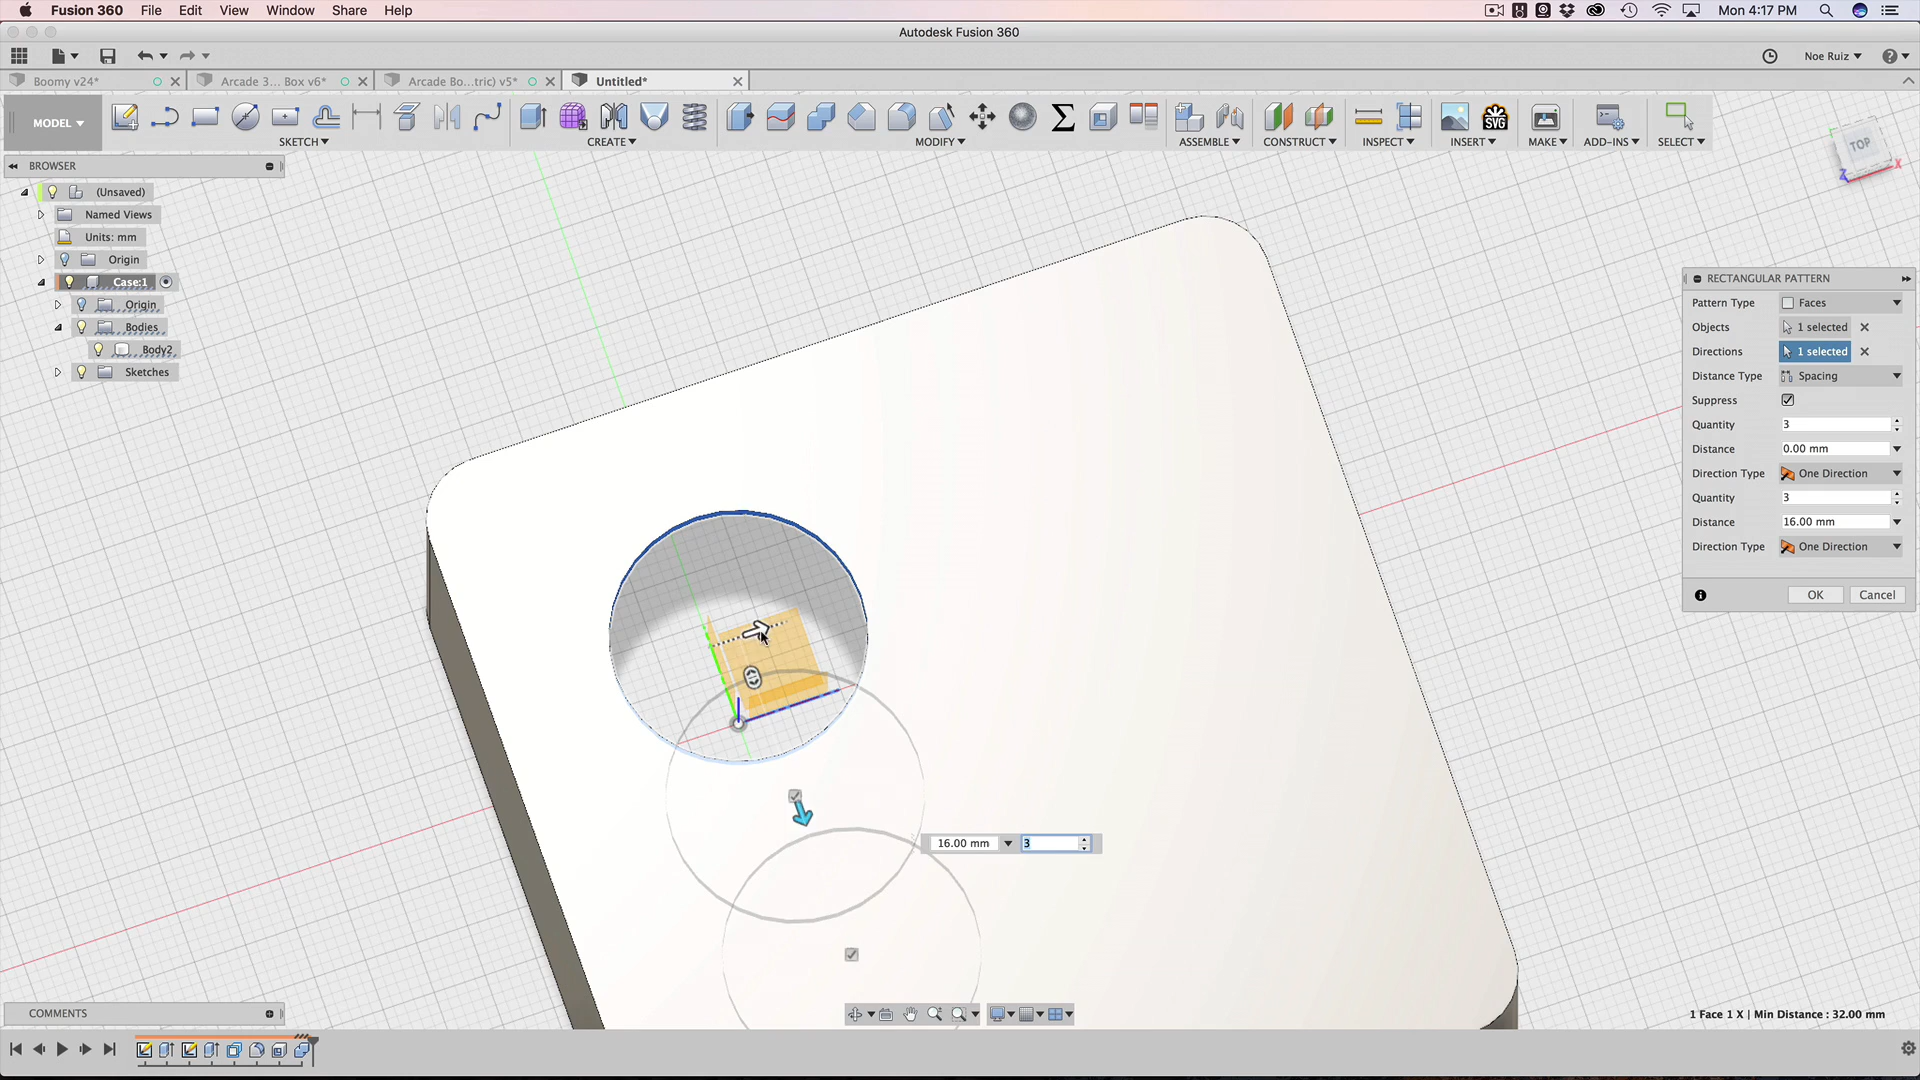 Fusion 360 File Edit View Window Share Help Mon 4:17 PM
Autodesk Fusion 360
Noe Ruiz
Boomy v24* Arcade 3... Box v6* Arcade Bo...tric) v5* Untitled*
MODEL
SVG
SKETCH CREATE MODIFY ASSEMBLE CONSTRUCT INSPECT INSERT MAKE ADD-INS SELECT
TOP
X
Z
BROWSER
(Unsaved)
Named Views
Units: mm
Origin
Case:1
Origin
Bodies
Body2
Sketches
RECTANGULAR PATTERN
Pattern Type Faces
Objects 1 selected
Directions 1 selected
Distance Type Spacing
Suppress
Quantity 3
Distance 0.00 mm
Direction Type One Direction
Quantity 3
Distance 16.00 mm
Direction Type One Direction
OK Cancel
16.00 mm 3
COMMENTS
1 Face 1 X | Min Distance : 32.00 mm